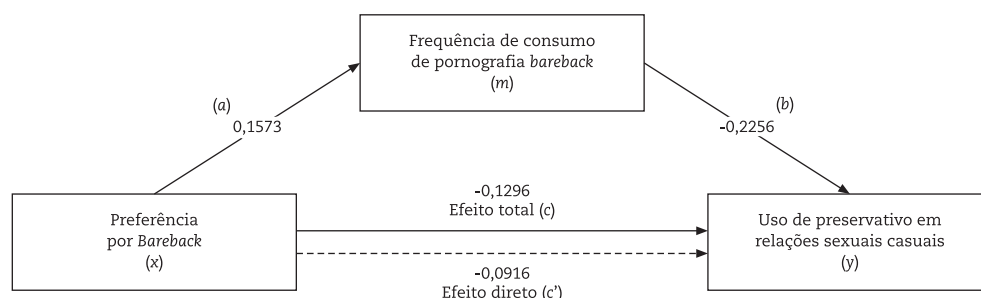 Frequência de consumo
de pornografia bareback
(m)
(a)
0,1573
(b)
-0,2256
-0,1296
Efeito total (c)
Preferência
por Bareback
(x)
Uso de preservativo em
relações sexuais casuais
(y)
-0,0916
Efeito direto (c’)